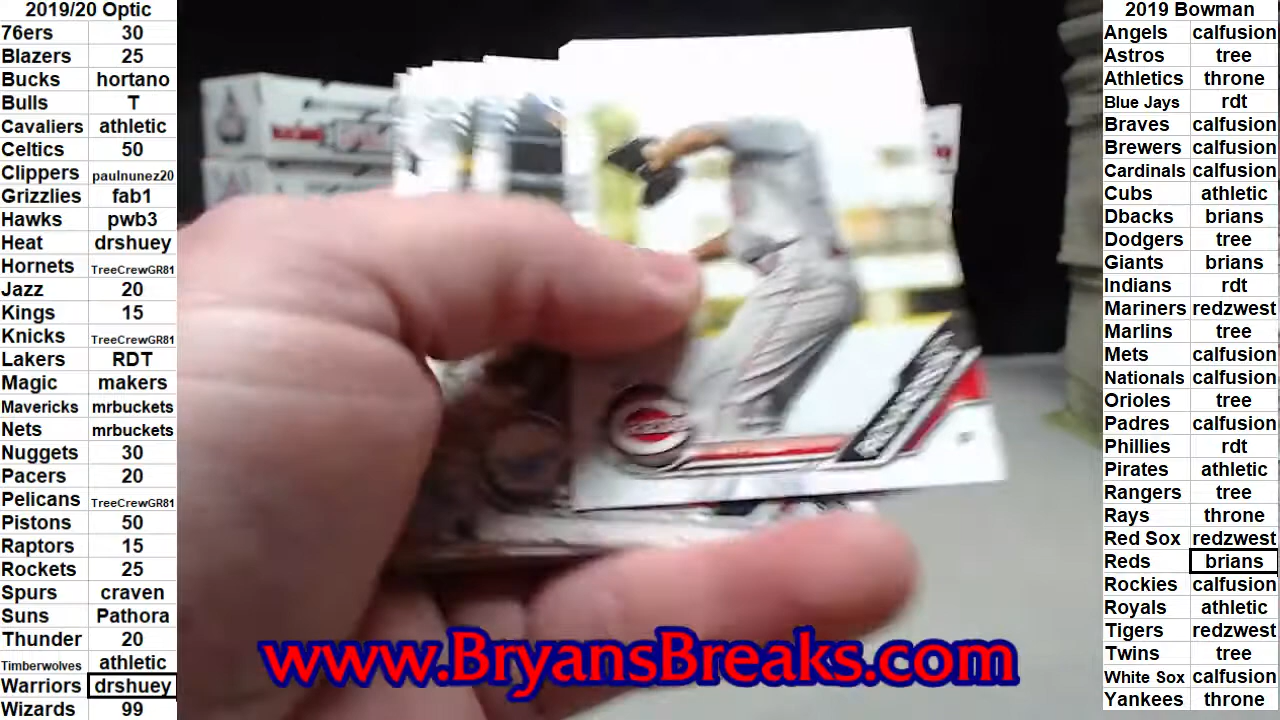 2019/20 Optic
76ers 30
Blazers 25
Bucks hortano
Bulls T
Cavaliers athletic
Celtics 50
Clippers paulnunez20
Grizzlies fab1
Hawks pwb3
Heat drshuey
Hornets TreeCrewGR81
Jazz 20
Kings 15
Knicks TreeCrewGR81
Lakers RDT
Magic makers
Mavericks mrbuckets
Nets mrbuckets
Nuggets 30
Pacers 20
Pelicans TreeCrewGR81
Pistons 50
Raptors 15
Rockets 25
Spurs craven
Suns Pathora
Thunder 20
Timberwolves athletic
Warriors drshuey
Wizards 99
www.BryansBreaks.com
2019 Bowman
Angels calfusion
Astros tree
Athletics throne
Blue Jays rdt
Braves calfusion
Brewers calfusion
Cardinals calfusion
Cubs athletic
Dbacks brians
Dodgers tree
Giants brians
Indians rdt
Mariners redzwest
Marlins tree
Mets calfusion
Nationals calfusion
Orioles tree
Padres calfusion
Phillies rdt
Pirates athletic
Rangers tree
Rays throne
Red Sox redzwest
Reds brians
Rockies calfusion
Royals athletic
Tigers redzwest
Twins tree
White Sox calfusion
Yankees throne